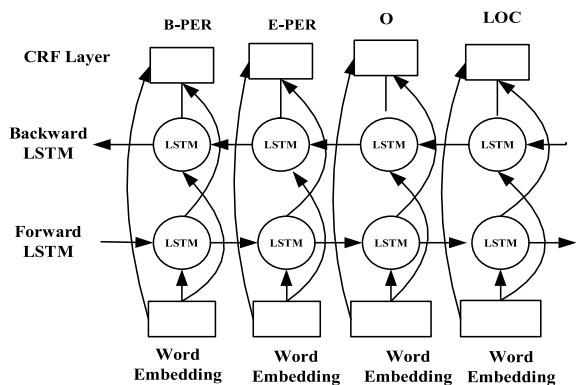 B-PER E-PER O LOC
CRF Layer
Backward
LSTM
LSTM LSTM LSTM LSTM
Forward
LSTM
LSTM LSTM LSTM LSTM
Word
Embedding
Word
Embedding
Word
Embedding
Word
Embedding